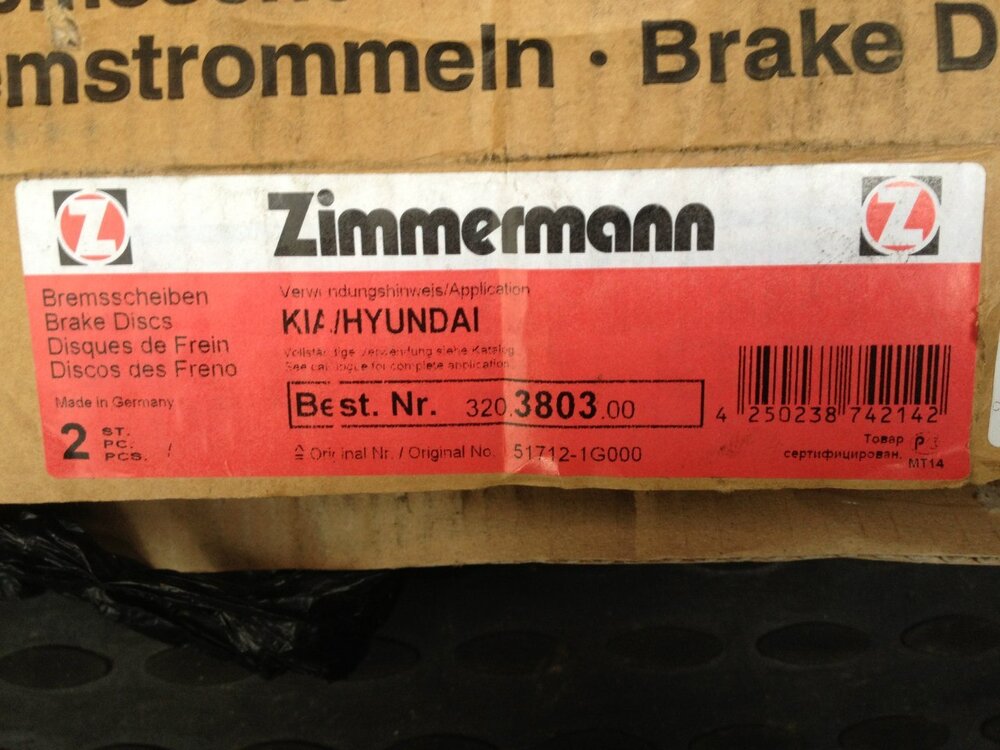 emstrommeln · Brake D
Z Zimmermann Z
Bremsscheiben
Brake Discs
Disques de Frein
Discos des Freno
Made in Germany
2 ST.
PC.
PCS. /
Verwendungshinweis/Application
KIA/HYUNDAI
Vollständige Verwendung siehe Katalog
See catalogue for complete application
Best. Nr. 320.3803.00
≙ Original Nr. / Original No. 51712-1G000
4 250238 742142
Товар
сертифицирован.
MT14